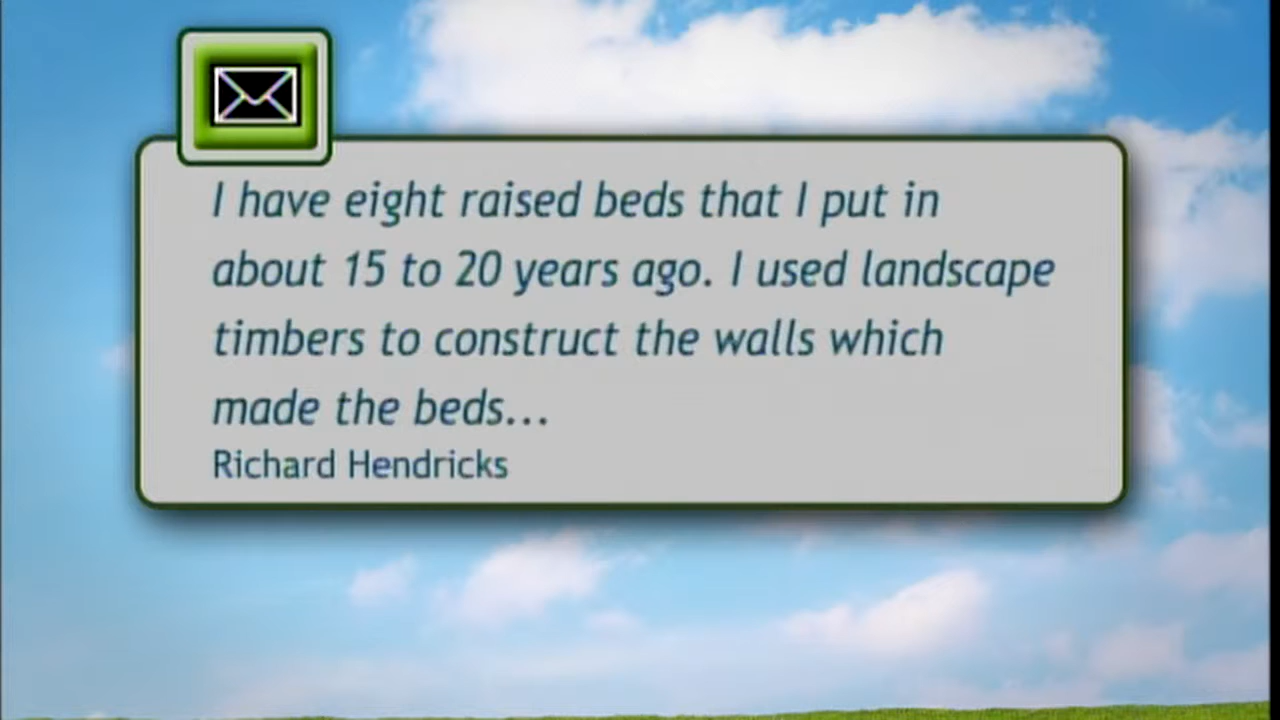 I have eight raised beds that I put in
about 15 to 20 years ago. I used landscape
timbers to construct the walls which
made the beds...
Richard Hendricks